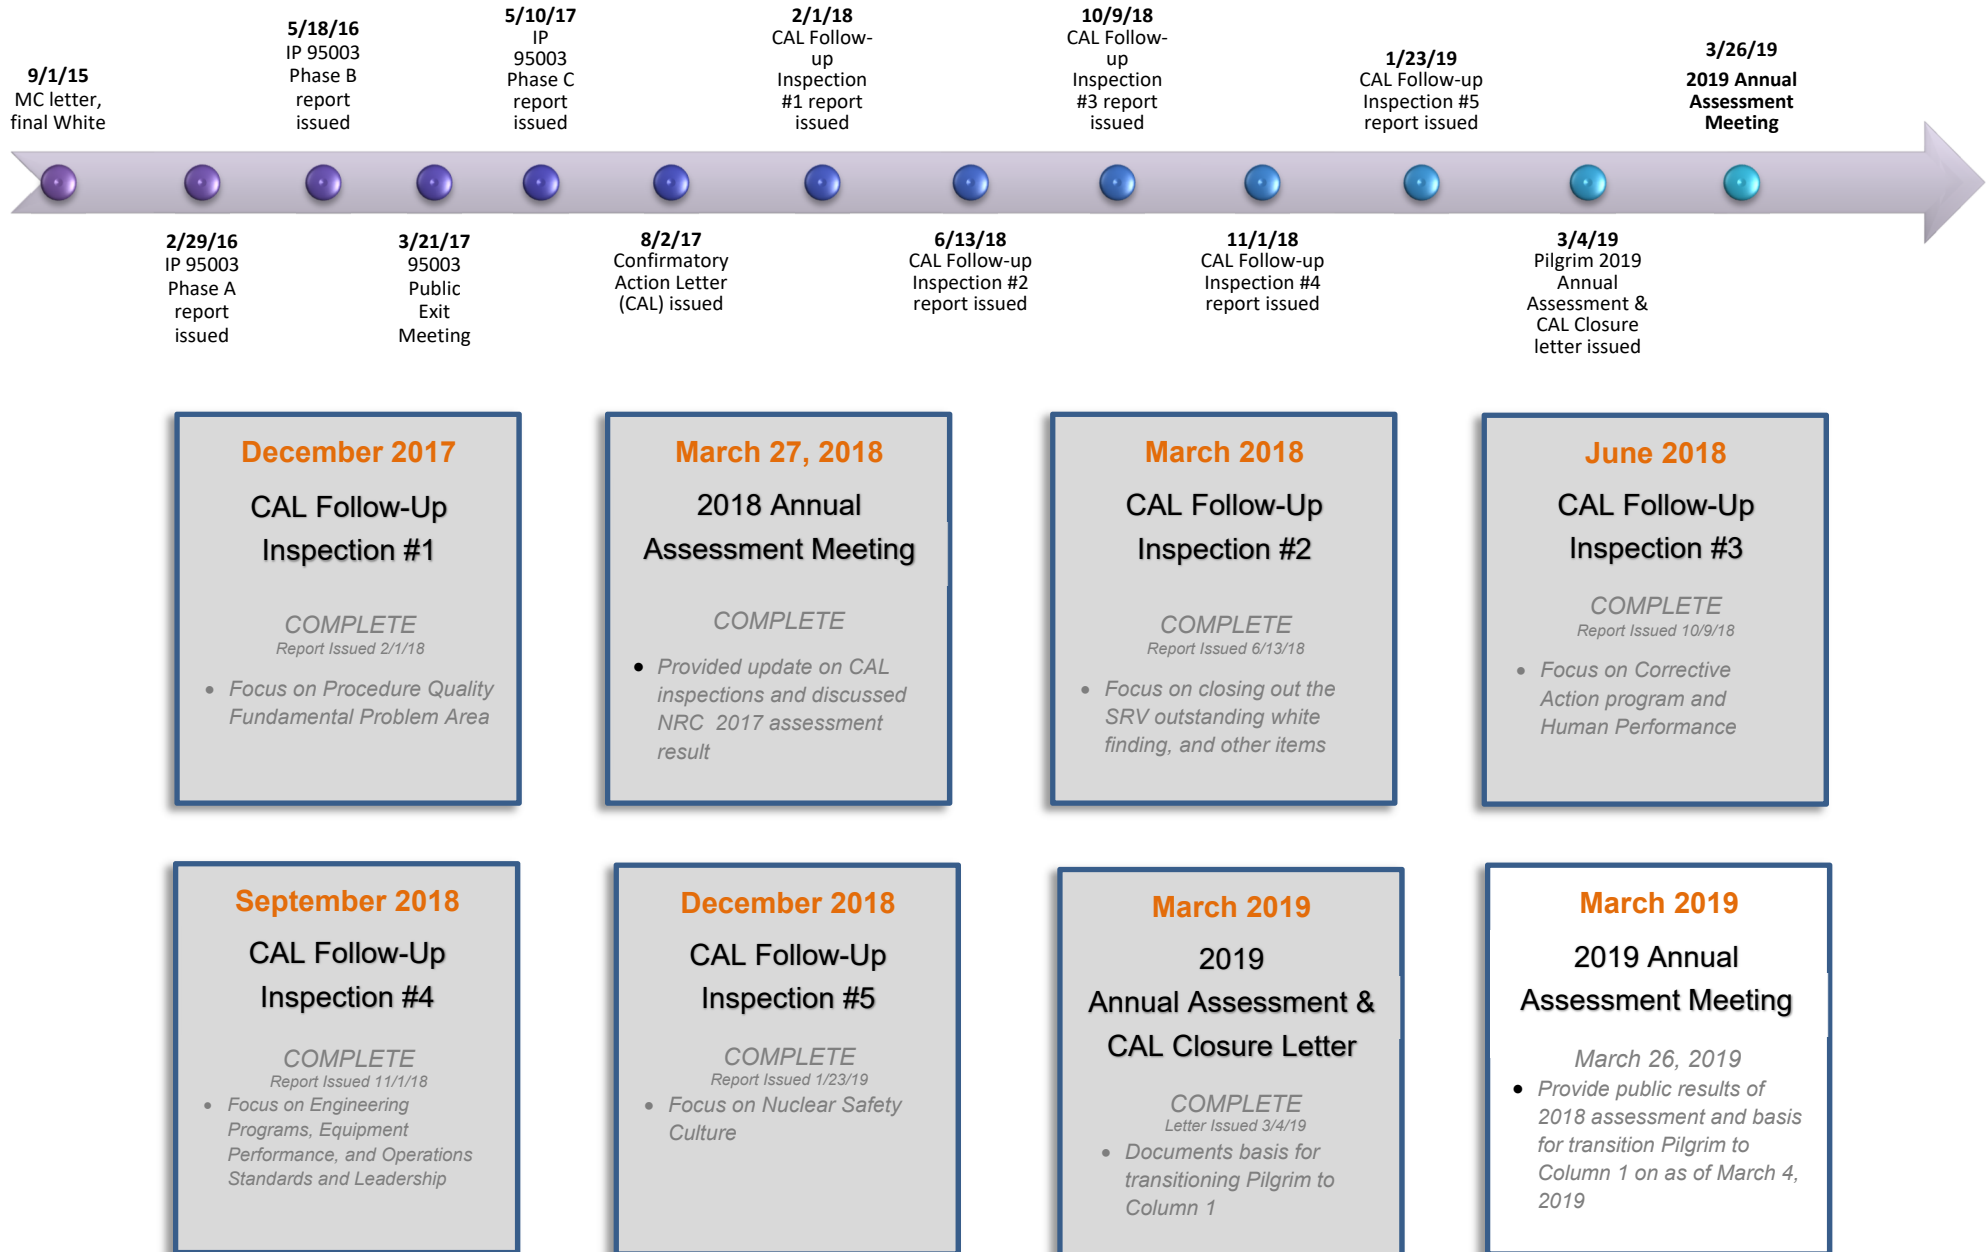 9/1/15
MC letter,
final White
5/18/16
IP 95003
Phase B
report
issued
5/10/17
IP
95003
Phase C
report
issued
2/1/18
CAL Follow-
up
Inspection
#1 report
issued
10/9/18
CAL Follow-
up
Inspection
#3 report
issued
1/23/19
CAL Follow-up
Inspection #5
report issued
3/26/19
2019 Annual
Assessment
Meeting
2/29/16
IP 95003
Phase A
report
issued
3/21/17
95003
Public
Exit
Meeting
8/2/17
Confirmatory
Action Letter
(CAL) issued
6/13/18
CAL Follow-up
Inspection #2
report issued
11/1/18
CAL Follow-up
Inspection #4
report issued
3/4/19
Pilgrim 2019
Annual
Assessment &
CAL Closure
letter issued
December 2017
CAL Follow-Up
Inspection #1
COMPLETE
Report Issued 2/1/18
• Focus on Procedure Quality
Fundamental Problem Area
March 27, 2018
2018 Annual
Assessment Meeting
COMPLETE
• Provided update on CAL
inspections and discussed
NRC 2017 assessment
result
March 2018
CAL Follow-Up
Inspection #2
COMPLETE
Report Issued 6/13/18
• Focus on closing out the
SRV outstanding white
finding, and other items
June 2018
CAL Follow-Up
Inspection #3
COMPLETE
Report Issued 10/9/18
• Focus on Corrective
Action program and
Human Performance
September 2018
CAL Follow-Up
Inspection #4
COMPLETE
Report Issued 11/1/18
• Focus on Engineering
Programs, Equipment
Performance, and Operations
Standards and Leadership
December 2018
CAL Follow-Up
Inspection #5
COMPLETE
Report Issued 1/23/19
• Focus on Nuclear Safety
Culture
March 2019
2019
Annual Assessment &
CAL Closure Letter
COMPLETE
Letter Issued 3/4/19
• Documents basis for
transitioning Pilgrim to
Column 1
March 2019
2019 Annual
Assessment Meeting
March 26, 2019
• Provide public results of
2018 assessment and basis
for transition Pilgrim to
Column 1 on as of March 4,
2019